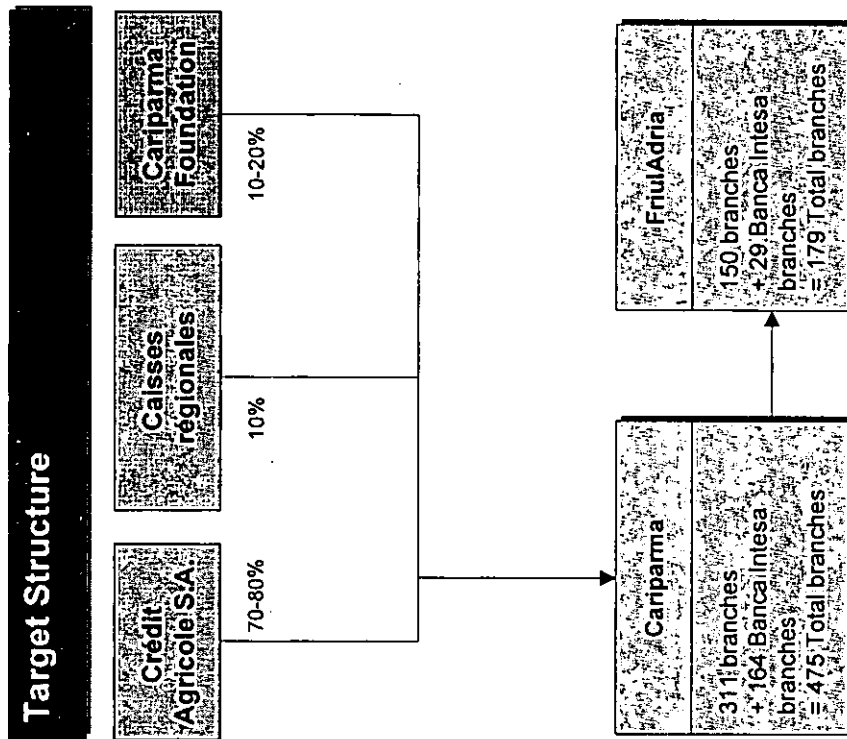 Target Structure
Crédit
Agricole S.A.
Caisses
régionales
Cariparma
Foundation
70-80%
10%
10-20%
Cariparma
311 branches
+ 164 Banca Intesa
branches
= 475 Total branches
FriulAdria
150 branches
+ 29 Banca Intesa
branches
= 179 Total branches